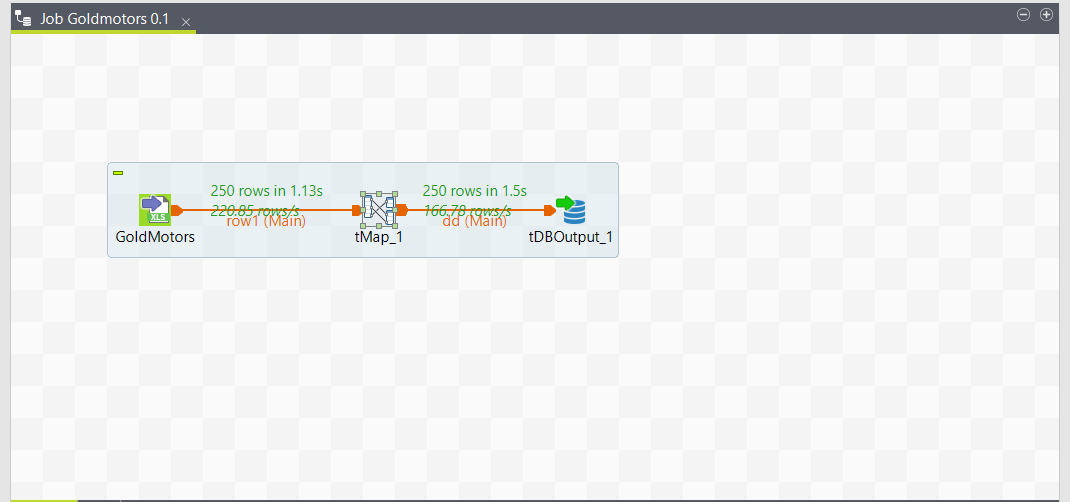 Job Goldmotors 0.1
250 rows in 1.13s
220.85 rows/s
row1 (Main)
250 rows in 1.5s
166.78 rows/s
dd (Main)
XLS
GoldMotors
tMap_1
tDBOutput_1